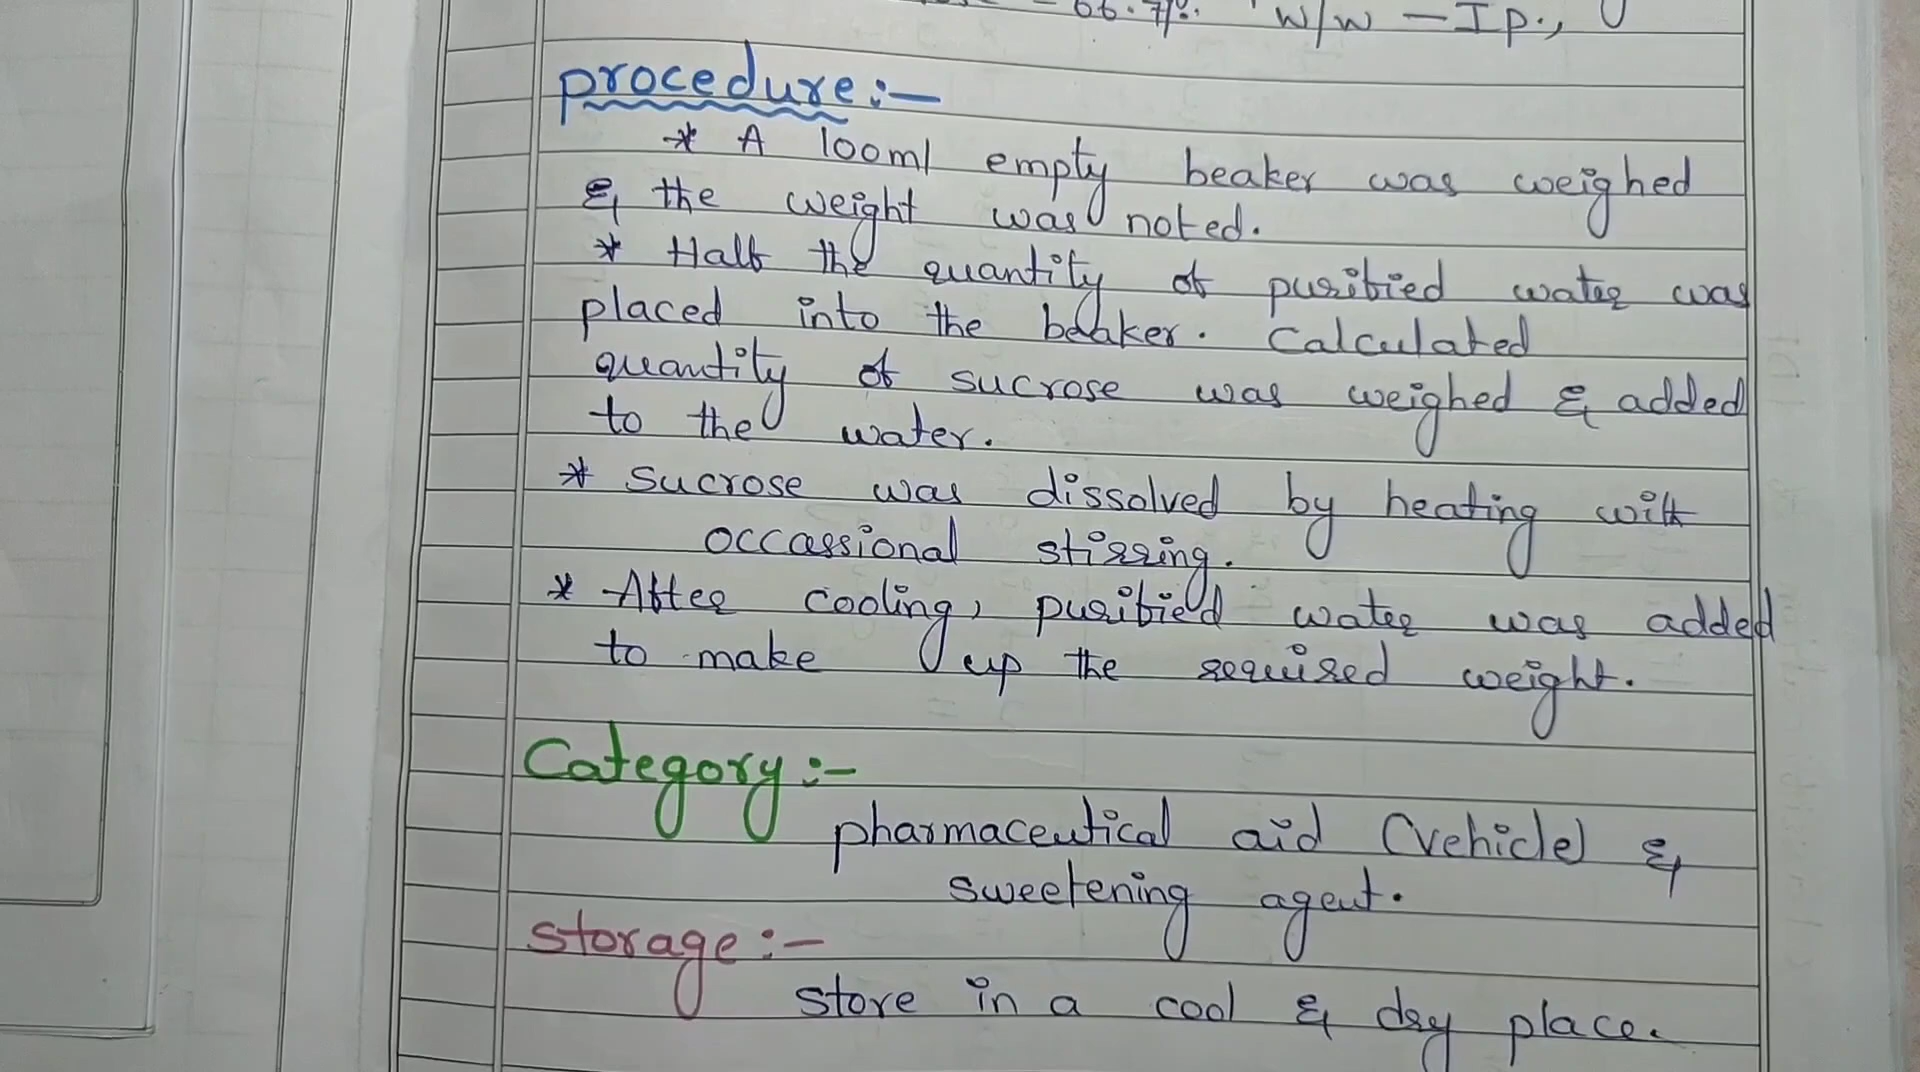 66.7%. W/W - Ip.,
procedure:-
* A 100ml empty beaker was weighed
& the weight was noted.
* Half the quantity of purified water was
placed into the beaker. Calculated
quantity of sucrose was weighed & added
to the water.
* Sucrose was dissolved by heating with
occassional stirring.
* After cooling, purified water was added
to make up the required weight.
Category:-
pharmaceutical aid (vehicle) &
sweetening agent.
storage:-
store in a cool & dry place.